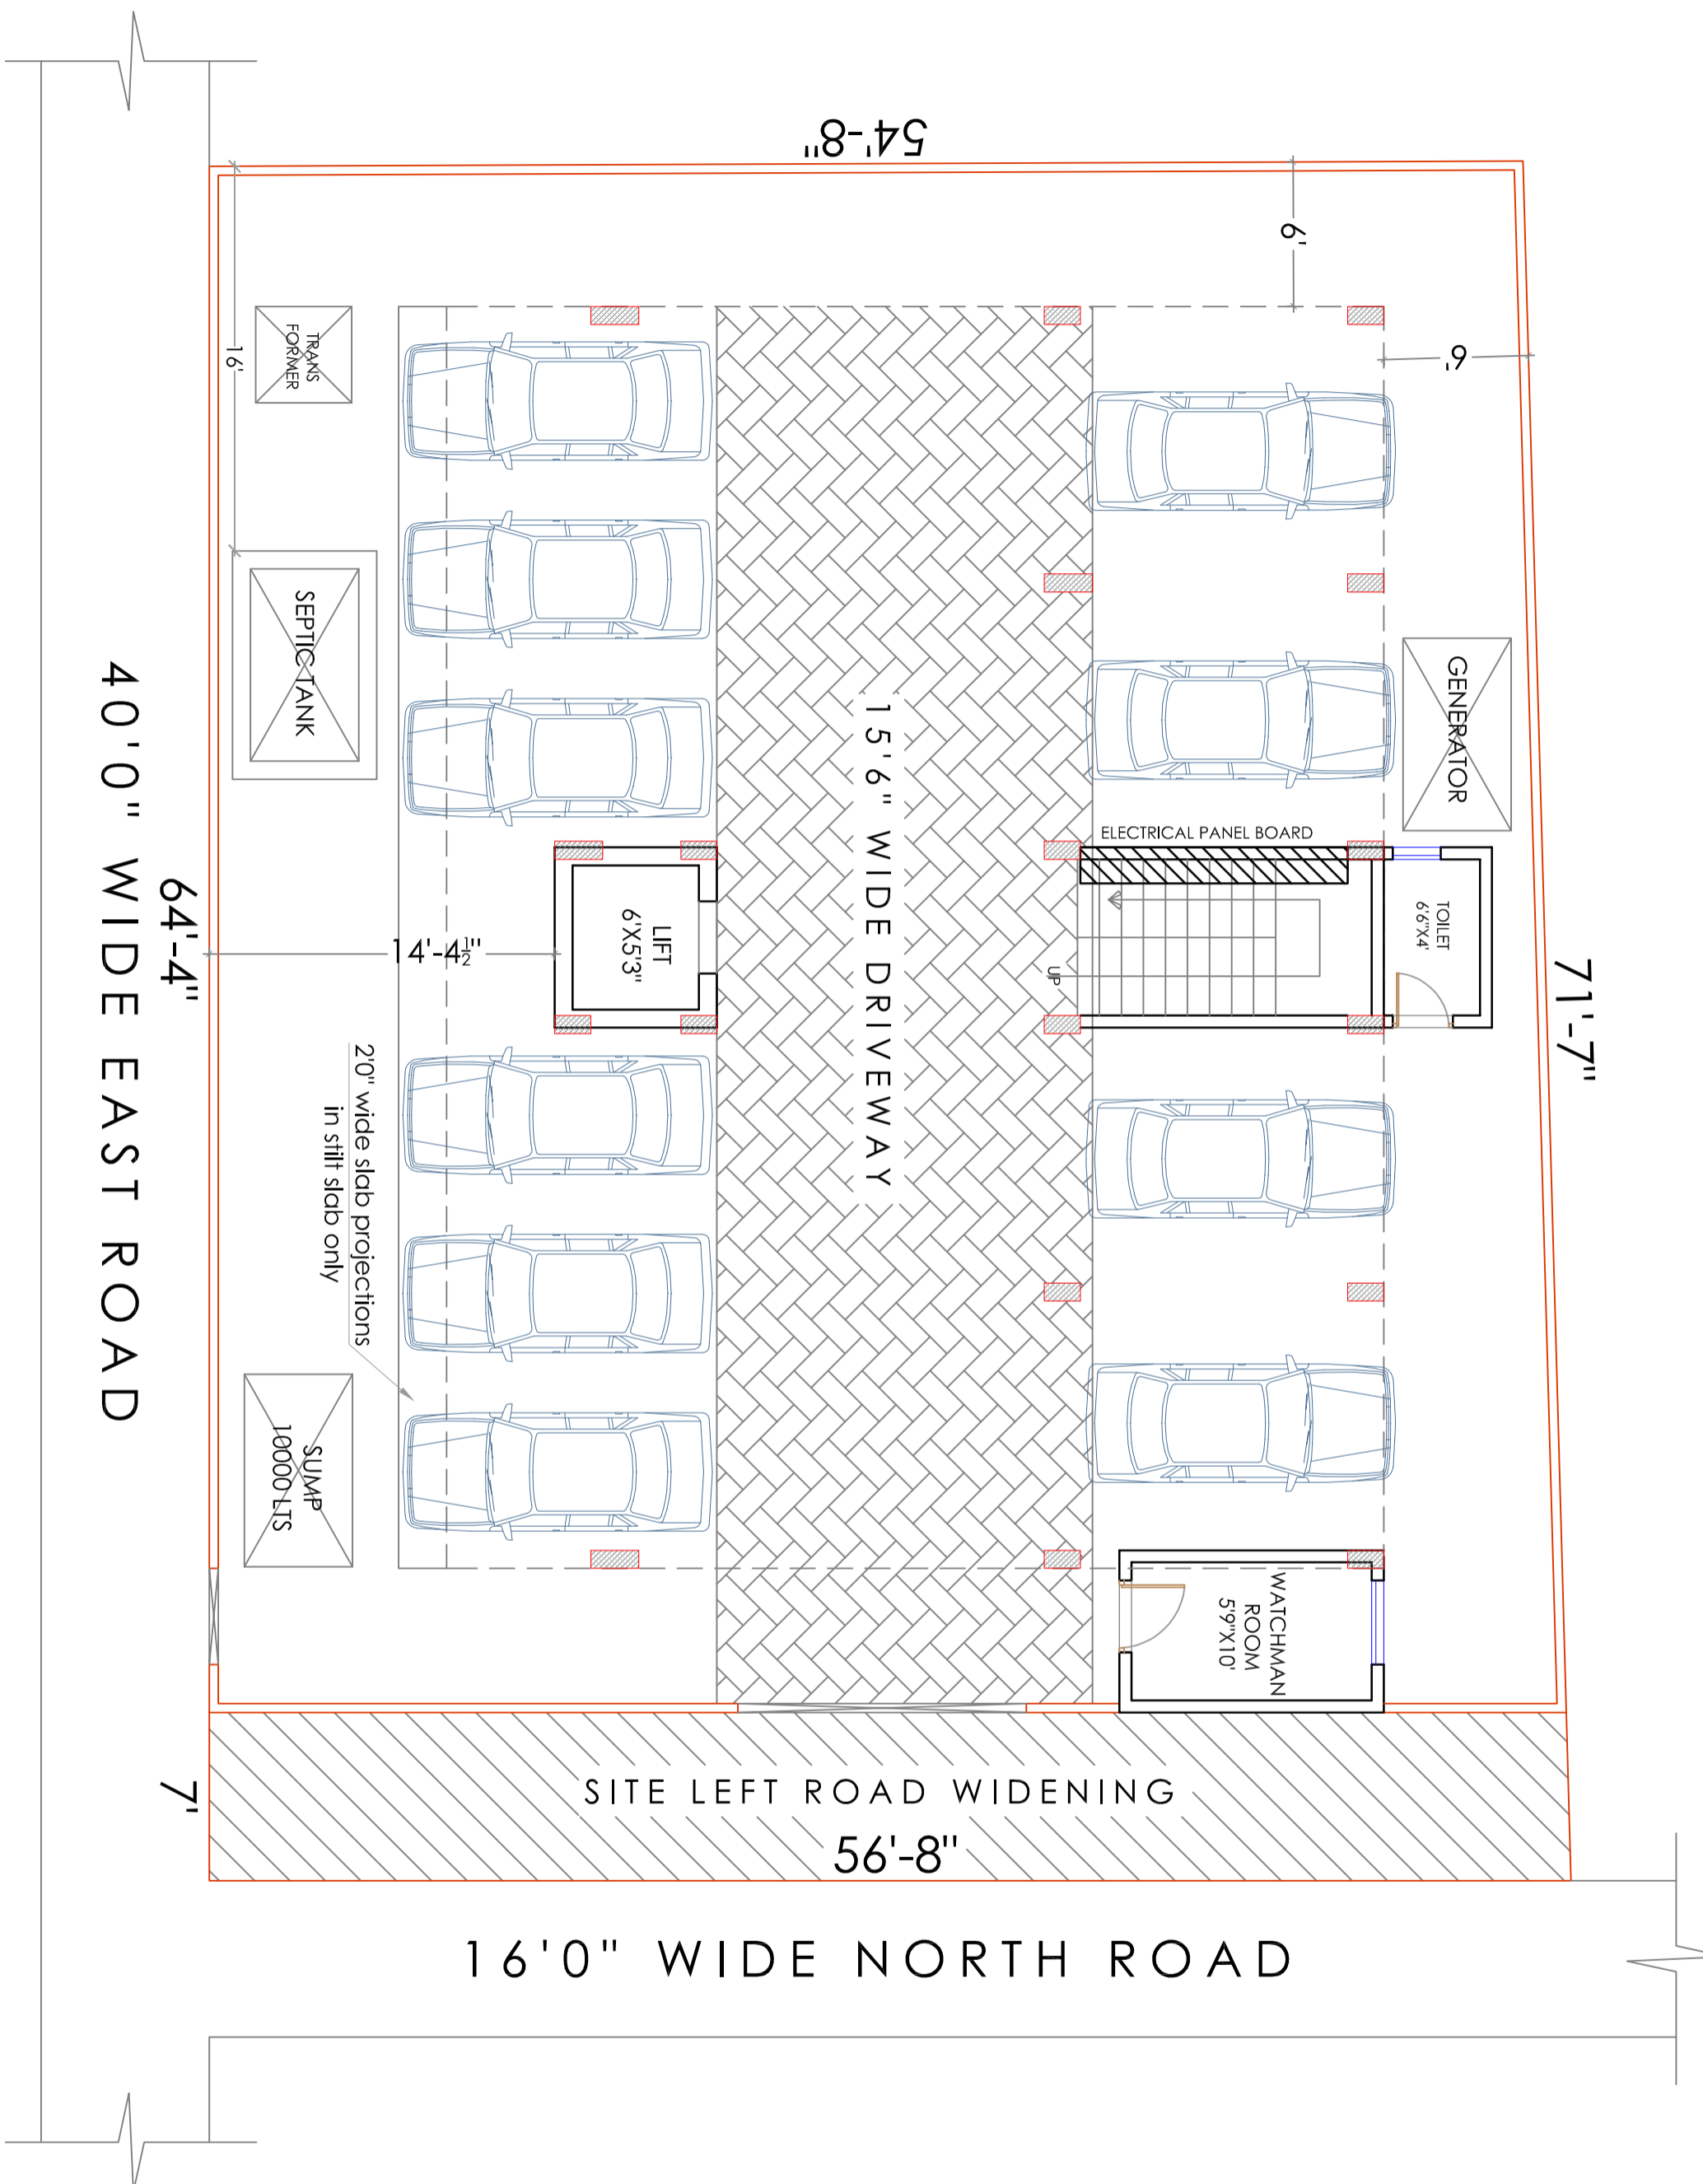 54'-8"
6'
6'
TRANS
FORMER
16'
SEPTIC TANK
GENERATOR
15'6" WIDE DRIVEWAY
ELECTRICAL PANEL BOARD
TOILET
6'6"X4'
LIFT
6'X5'3"
14'-4½"
UP
40'0" WIDE EAST ROAD
64'-4"
71'-7"
2'0" wide slab projections
in stilt slab only
SUMP
10000 LTS
WATCHMAN
ROOM
5'9"X10'
7'
SITE LEFT ROAD WIDENING
56'-8"
16'0" WIDE NORTH ROAD